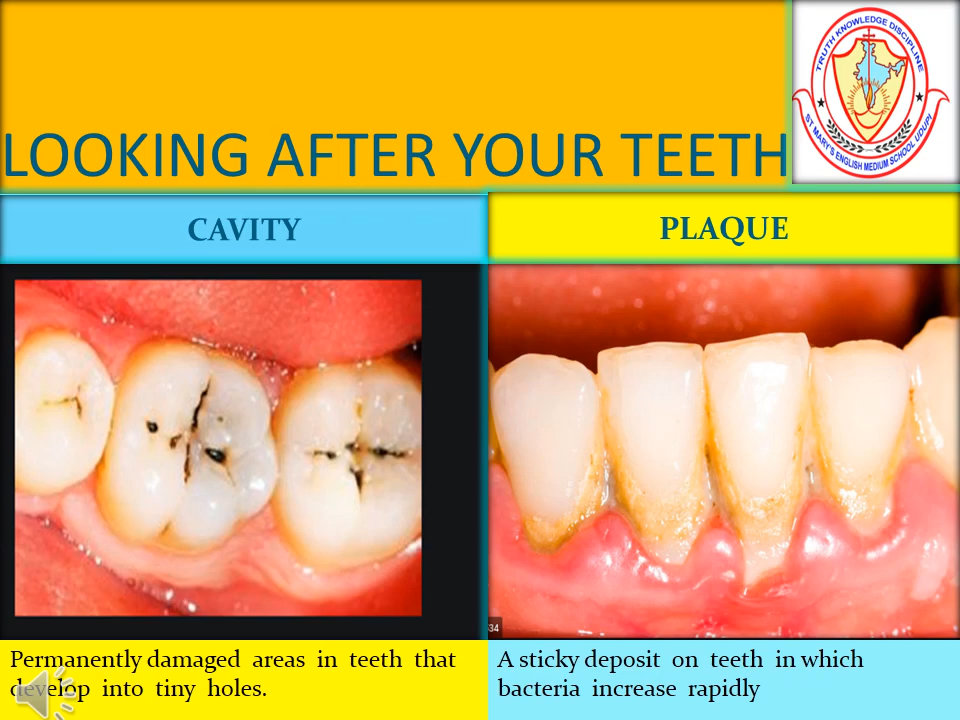 LOOKING AFTER YOUR TEETH
TRUTH KNOWLEDGE DISCIPLINE
ST MARY'S ENGLISH MEDIUM SCHOOL UDUPI
CAVITY
PLAQUE
34
Permanently damaged areas in teeth that
develop into tiny holes.
A sticky deposit on teeth in which
bacteria increase rapidly